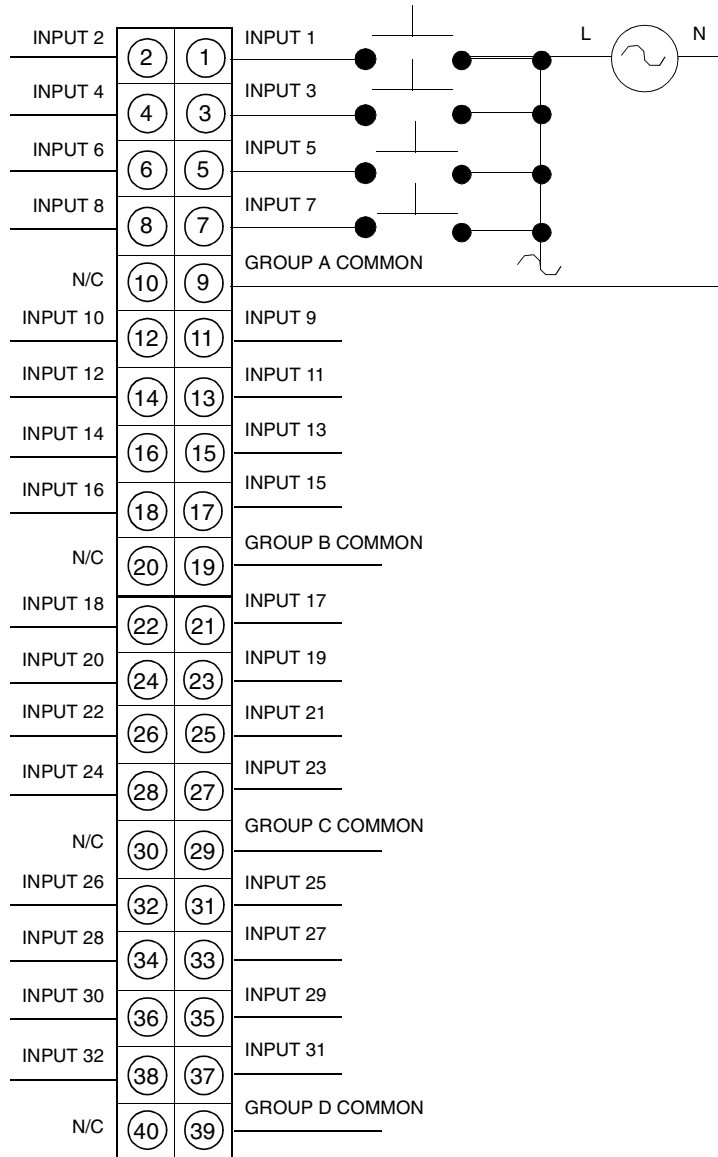 INPUT 2 2 1 INPUT 1 L N
INPUT 4 4 3 INPUT 3
INPUT 6 6 5 INPUT 5
INPUT 8 8 7 INPUT 7
N/C 10 9 GROUP A COMMON
INPUT 10 12 11 INPUT 9
INPUT 12 14 13 INPUT 11
INPUT 14 16 15 INPUT 13
INPUT 16 18 17 INPUT 15
N/C 20 19 GROUP B COMMON
INPUT 18 22 21 INPUT 17
INPUT 20 24 23 INPUT 19
INPUT 22 26 25 INPUT 21
INPUT 24 28 27 INPUT 23
N/C 30 29 GROUP C COMMON
INPUT 26 32 31 INPUT 25
INPUT 28 34 33 INPUT 27
INPUT 30 36 35 INPUT 29
INPUT 32 38 37 INPUT 31
N/C 40 39 GROUP D COMMON